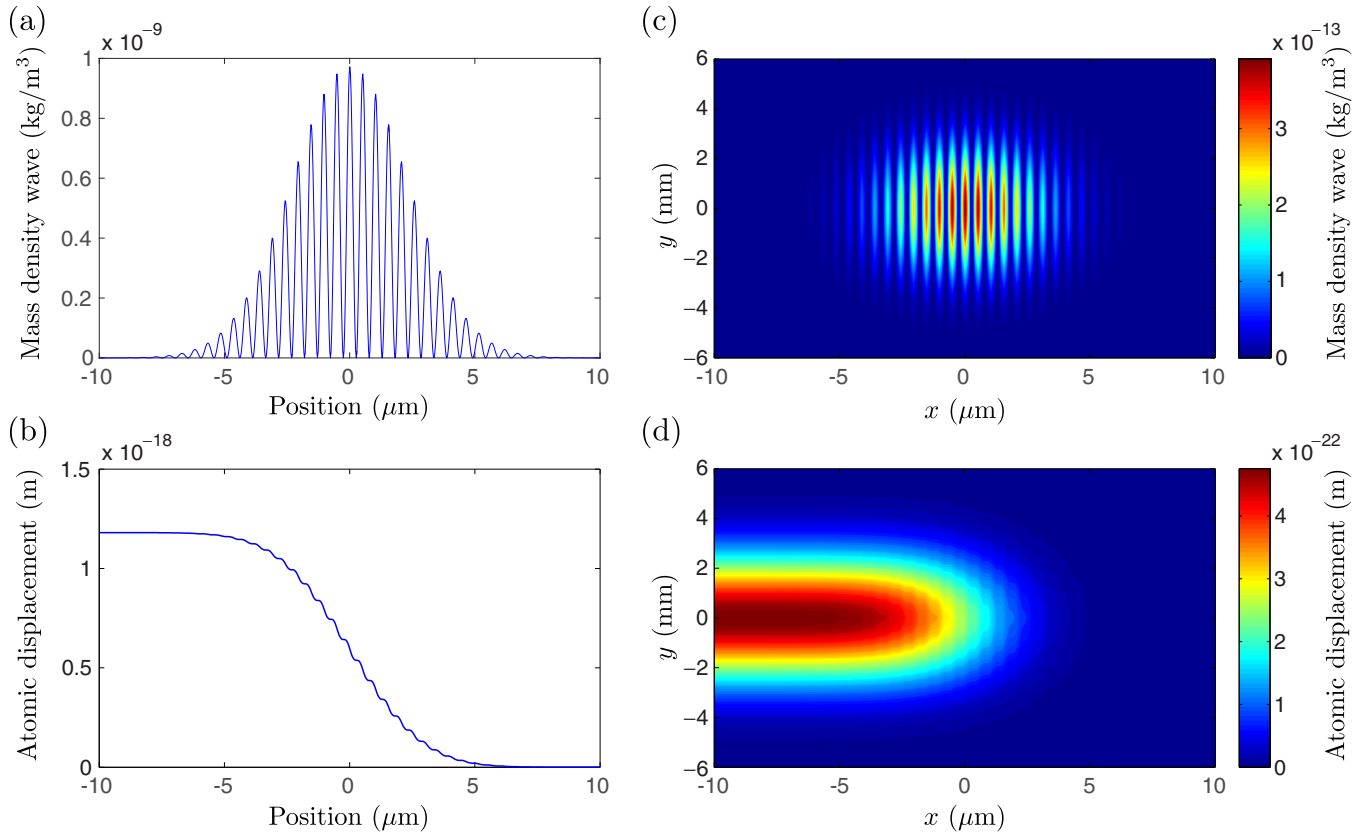 (a)
x 10⁻⁹
Mass density wave (kg/m³)
1
0.8
0.6
0.4
0.2
0
-10 -5 0 5 10
Position (μm)
(c)
x 10⁻¹³
y (mm)
6
4
2
0
−2
−4
−6
-10 -5 0 5 10
x (μm)
3
2
1
0
Mass density wave (kg/m³)
(b)
x 10⁻¹⁸
Atomic displacement (m)
1.5
1
0.5
0
-10 -5 0 5 10
Position (μm)
(d)
x 10⁻²²
y (mm)
6
4
2
0
−2
−4
−6
-10 -5 0 5 10
x (μm)
4
3
2
1
0
Atomic displacement (m)